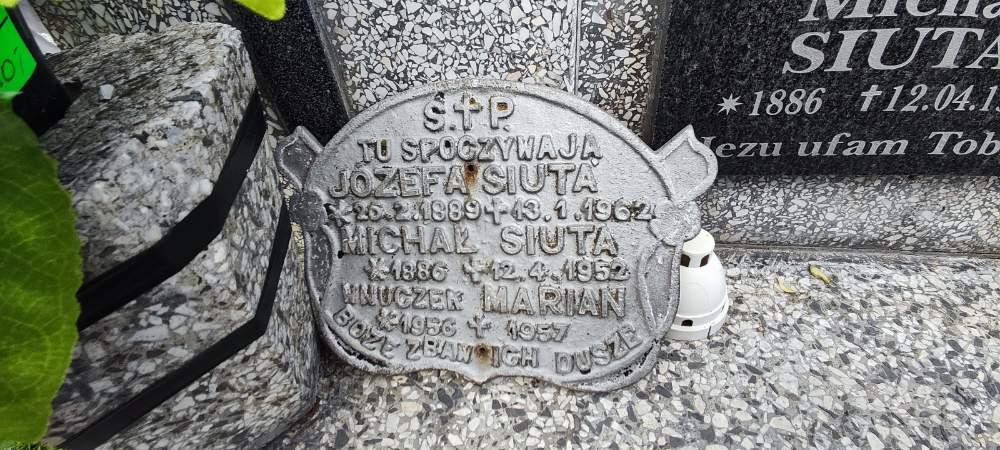 Ś.†P.
TU SPOCZYWAJĄ
JÓZEFA SIUTA
*26.2.1889 †13.1.1962
MICHAŁ SIUTA
*1886 †12.4.1952
WNUCZEK MARIAN
*1956 †1957
BOŻE ZBAW ICH DUSZE
SIUTA
*1886 †12.04.1
Jezu ufam Tob